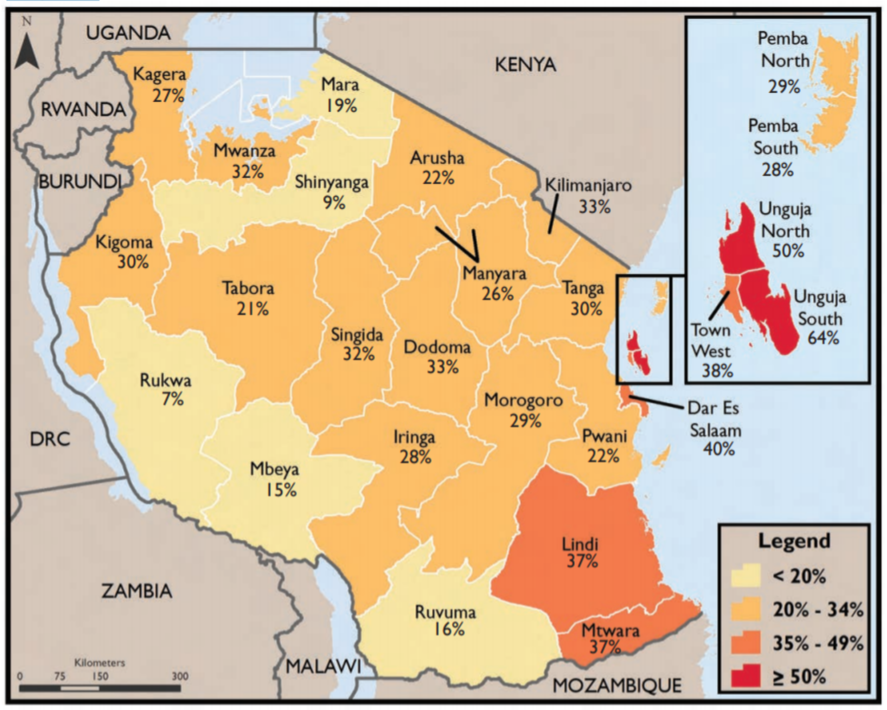 N
UGANDA
KENYA
RWANDA
BURUNDI
DRC
ZAMBIA
MALAWI
MOZAMBIQUE
Kagera
27%
Mara
19%
Mwanza
32%
Shinyanga
9%
Arusha
22%
Kilimanjaro
33%
Kigoma
30%
Tabora
21%
Manyara
26%
Tanga
30%
Singida
32%
Dodoma
33%
Rukwa
7%
Morogoro
29%
Dar Es
Salaam
40%
Iringa
28%
Pwani
22%
Mbeya
15%
Lindi
37%
Ruvuma
16%
Mtwara
37%
Pemba
North
29%
Pemba
South
28%
Unguja
North
50%
Unguja
South
64%
Town
West
38%
Legend
< 20%
20% - 34%
35% - 49%
≥ 50%
Kilometers
0 75 150 300